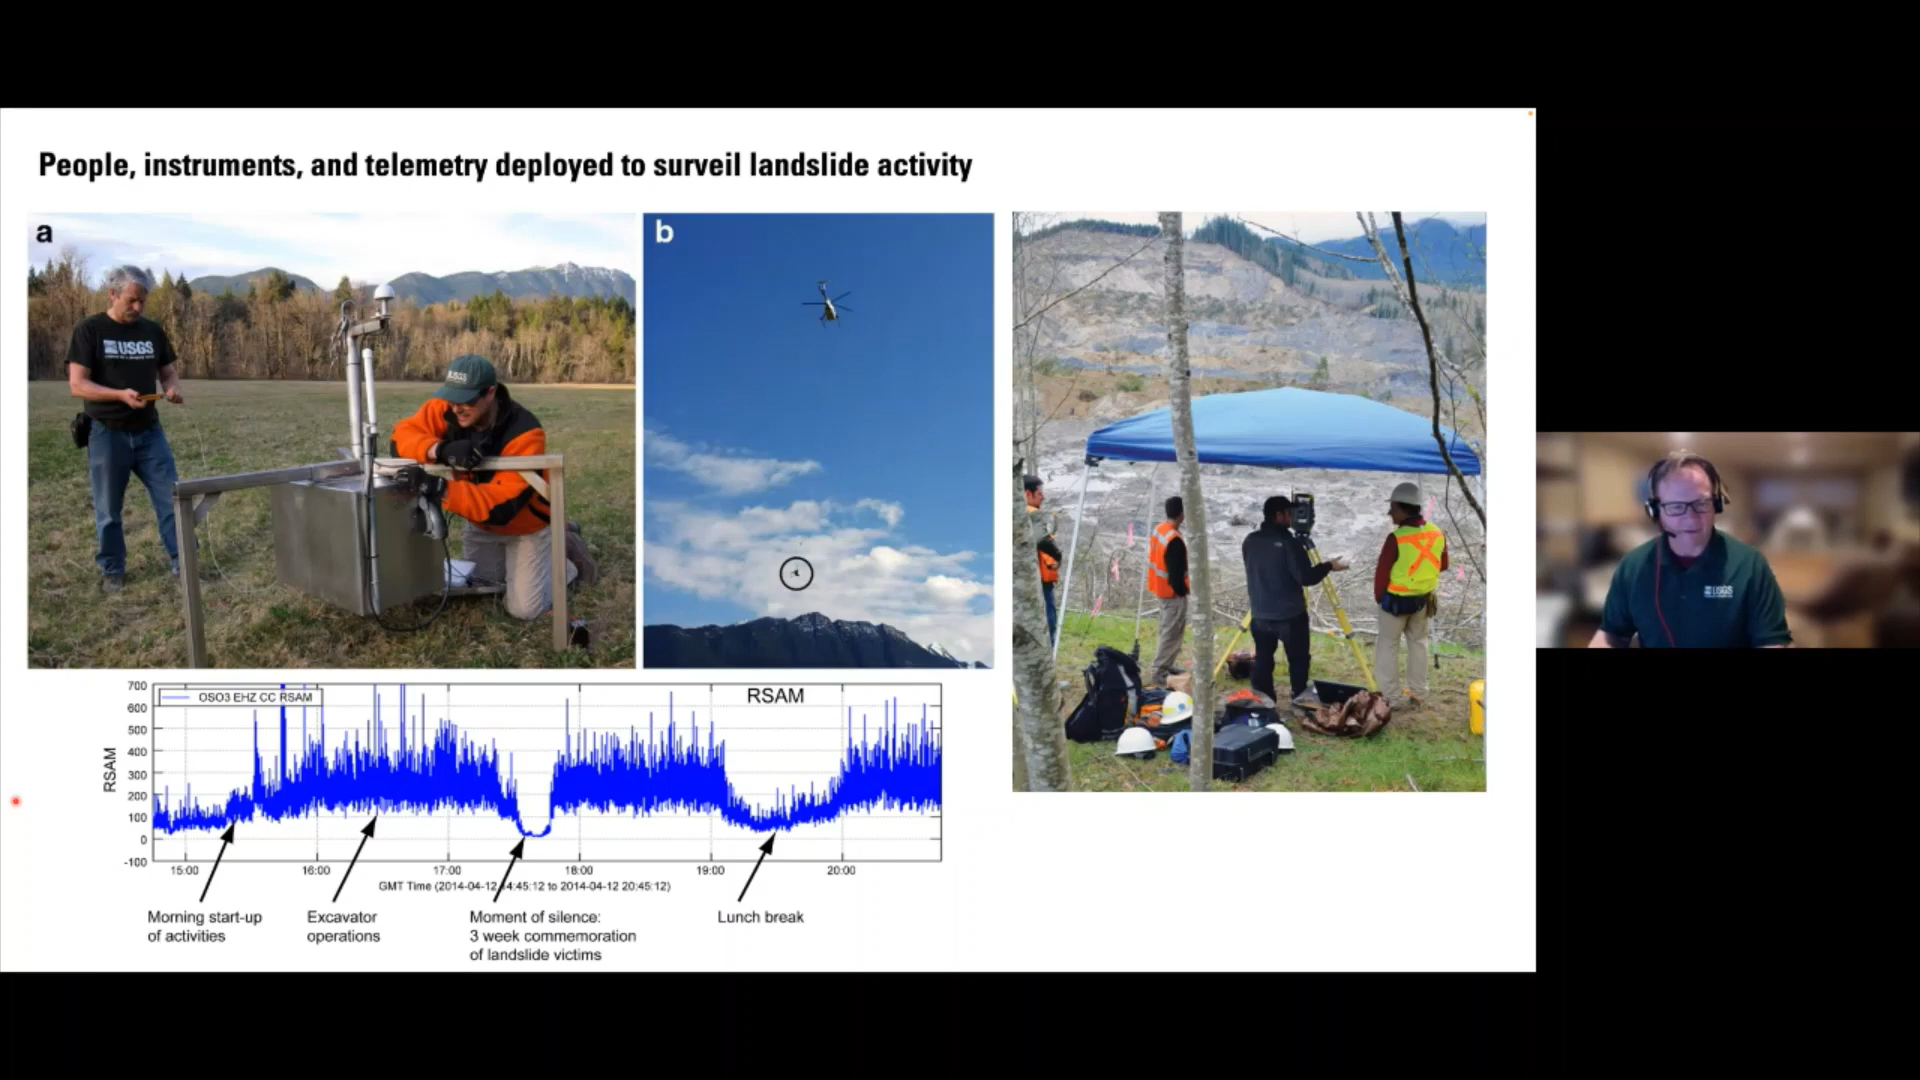 People, instruments, and telemetry deployed to surveil landslide activity
a
b
USGS
USGS
USGS
RSAM
OSO3 EHZ CC RSAM
RSAM
700
600
500
400
300
200
100
0
-100
15:00 16:00 17:00 18:00 19:00 20:00
GMT Time (2014-04-12 14:45:12 to 2014-04-12 20:45:12)
Morning start-up
of activities
Excavator
operations
Moment of silence:
3 week commemoration
of landslide victims
Lunch break